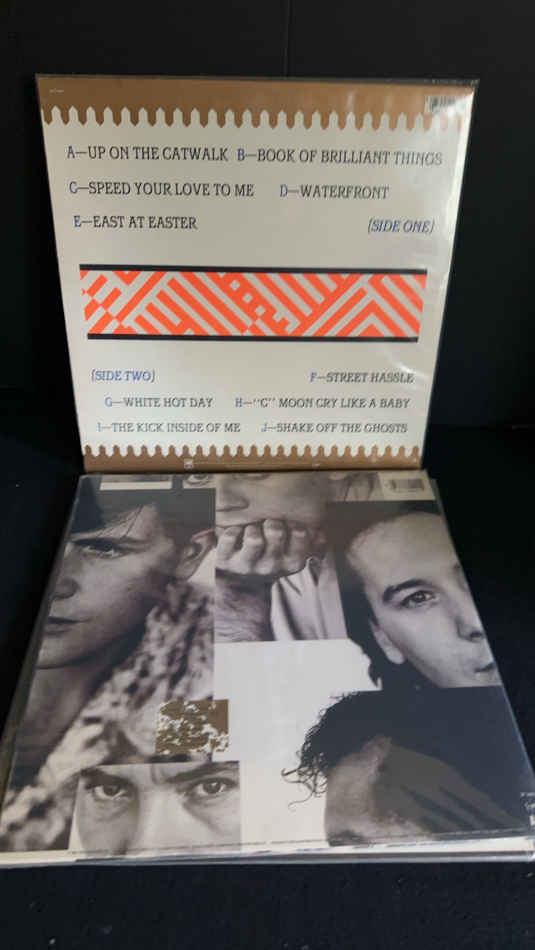 A—UP ON THE CATWALK B—BOOK OF BRILLIANT THINGS
C—SPEED YOUR LOVE TO ME D—WATERFRONT
E—EAST AT EASTER (SIDE ONE)
(SIDE TWO) F—STREET HASSLE
G—WHITE HOT DAY H—"C" MOON CRY LIKE A BABY
I—THE KICK INSIDE OF ME J—SHAKE OFF THE GHOSTS